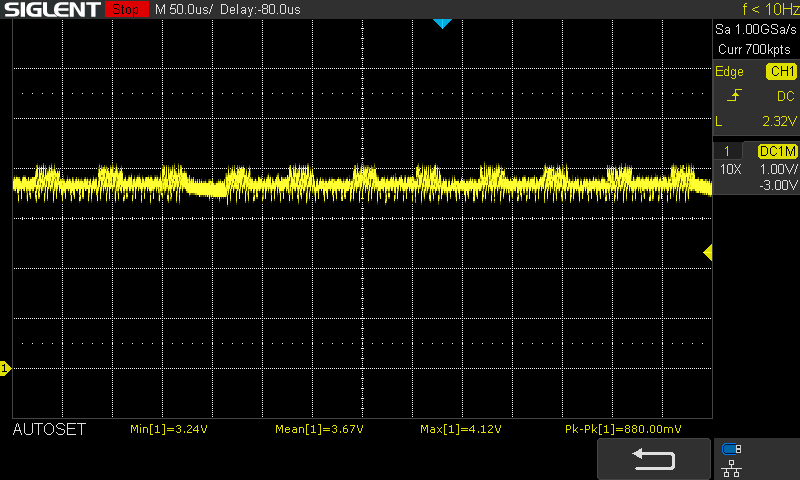 SIGLENT Stop M 50.0us/ Delay:-80.0us f < 10Hz
Sa 1.00GSa/s
Curr 700kpts
Edge CH1
DC
L 2.32V
1 DC1M
10X 1.00V/
-3.00V
1
AUTOSET Min[1]=3.24V Mean[1]=3.67V Max[1]=4.12V Pk-Pk[1]=880.00mV